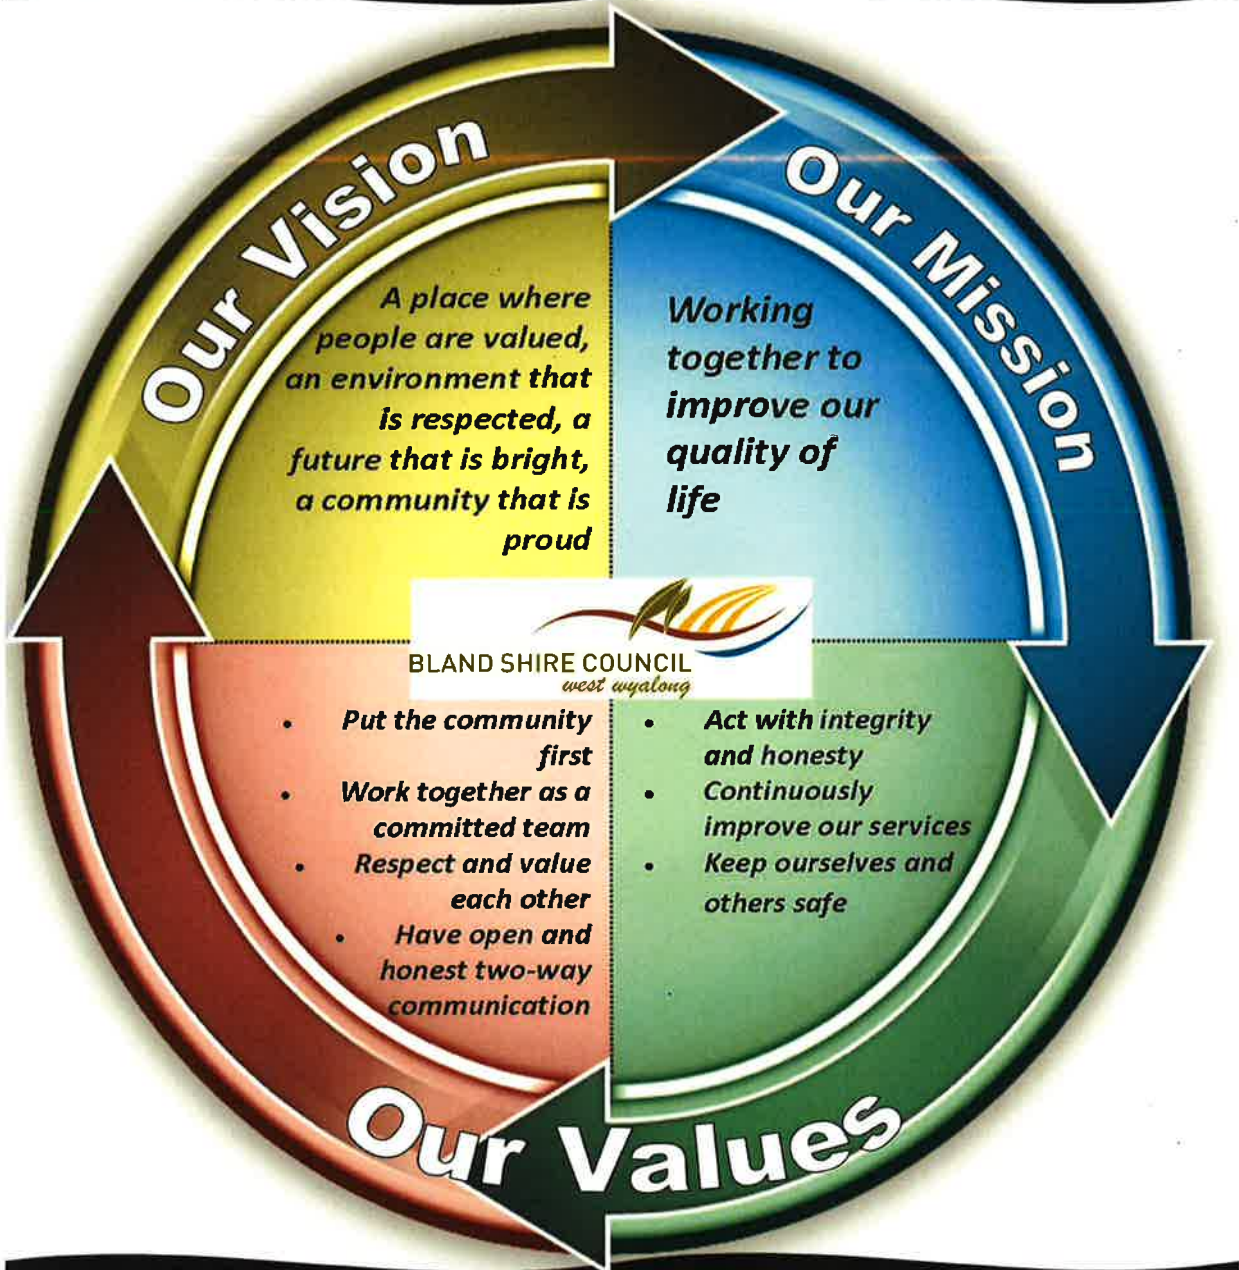 Our Vision
A place where
people are valued,
an environment that
is respected, a
future that is bright,
a community that is
proud
Our Mission
Working
together to
improve our
quality of
life
BLAND SHIRE COUNCIL
west wyalong
• Put the community
first
• Work together as a
committed team
• Respect and value
each other
• Have open and
honest two-way
communication
• Act with integrity
and honesty
• Continuously
improve our services
• Keep ourselves and
others safe
Our Values